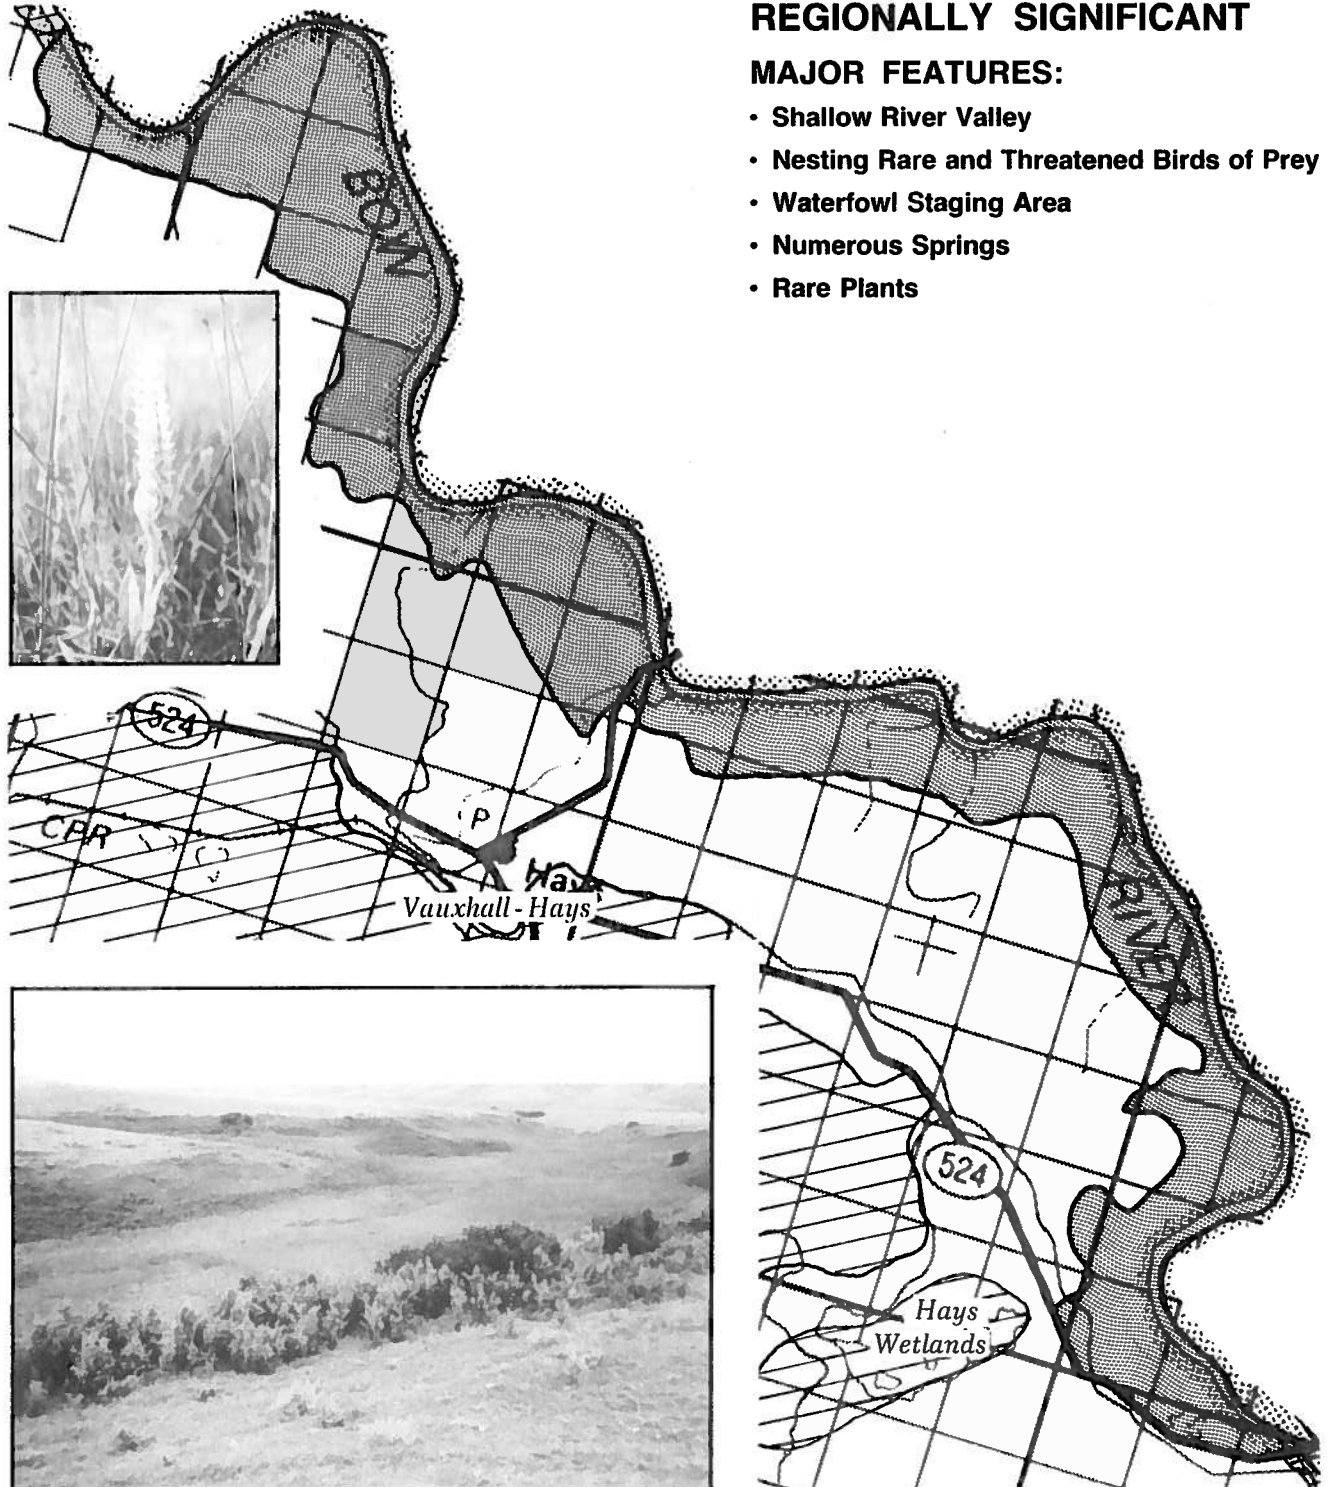 REGIONALLY SIGNIFICANT
MAJOR FEATURES:
• Shallow River Valley
• Nesting Rare and Threatened Birds of Prey
• Waterfowl Staging Area
• Numerous Springs
• Rare Plants
BOW
524
CPR
P
Vauxhall - Hays
RIVER
524
Hays
Wetlands